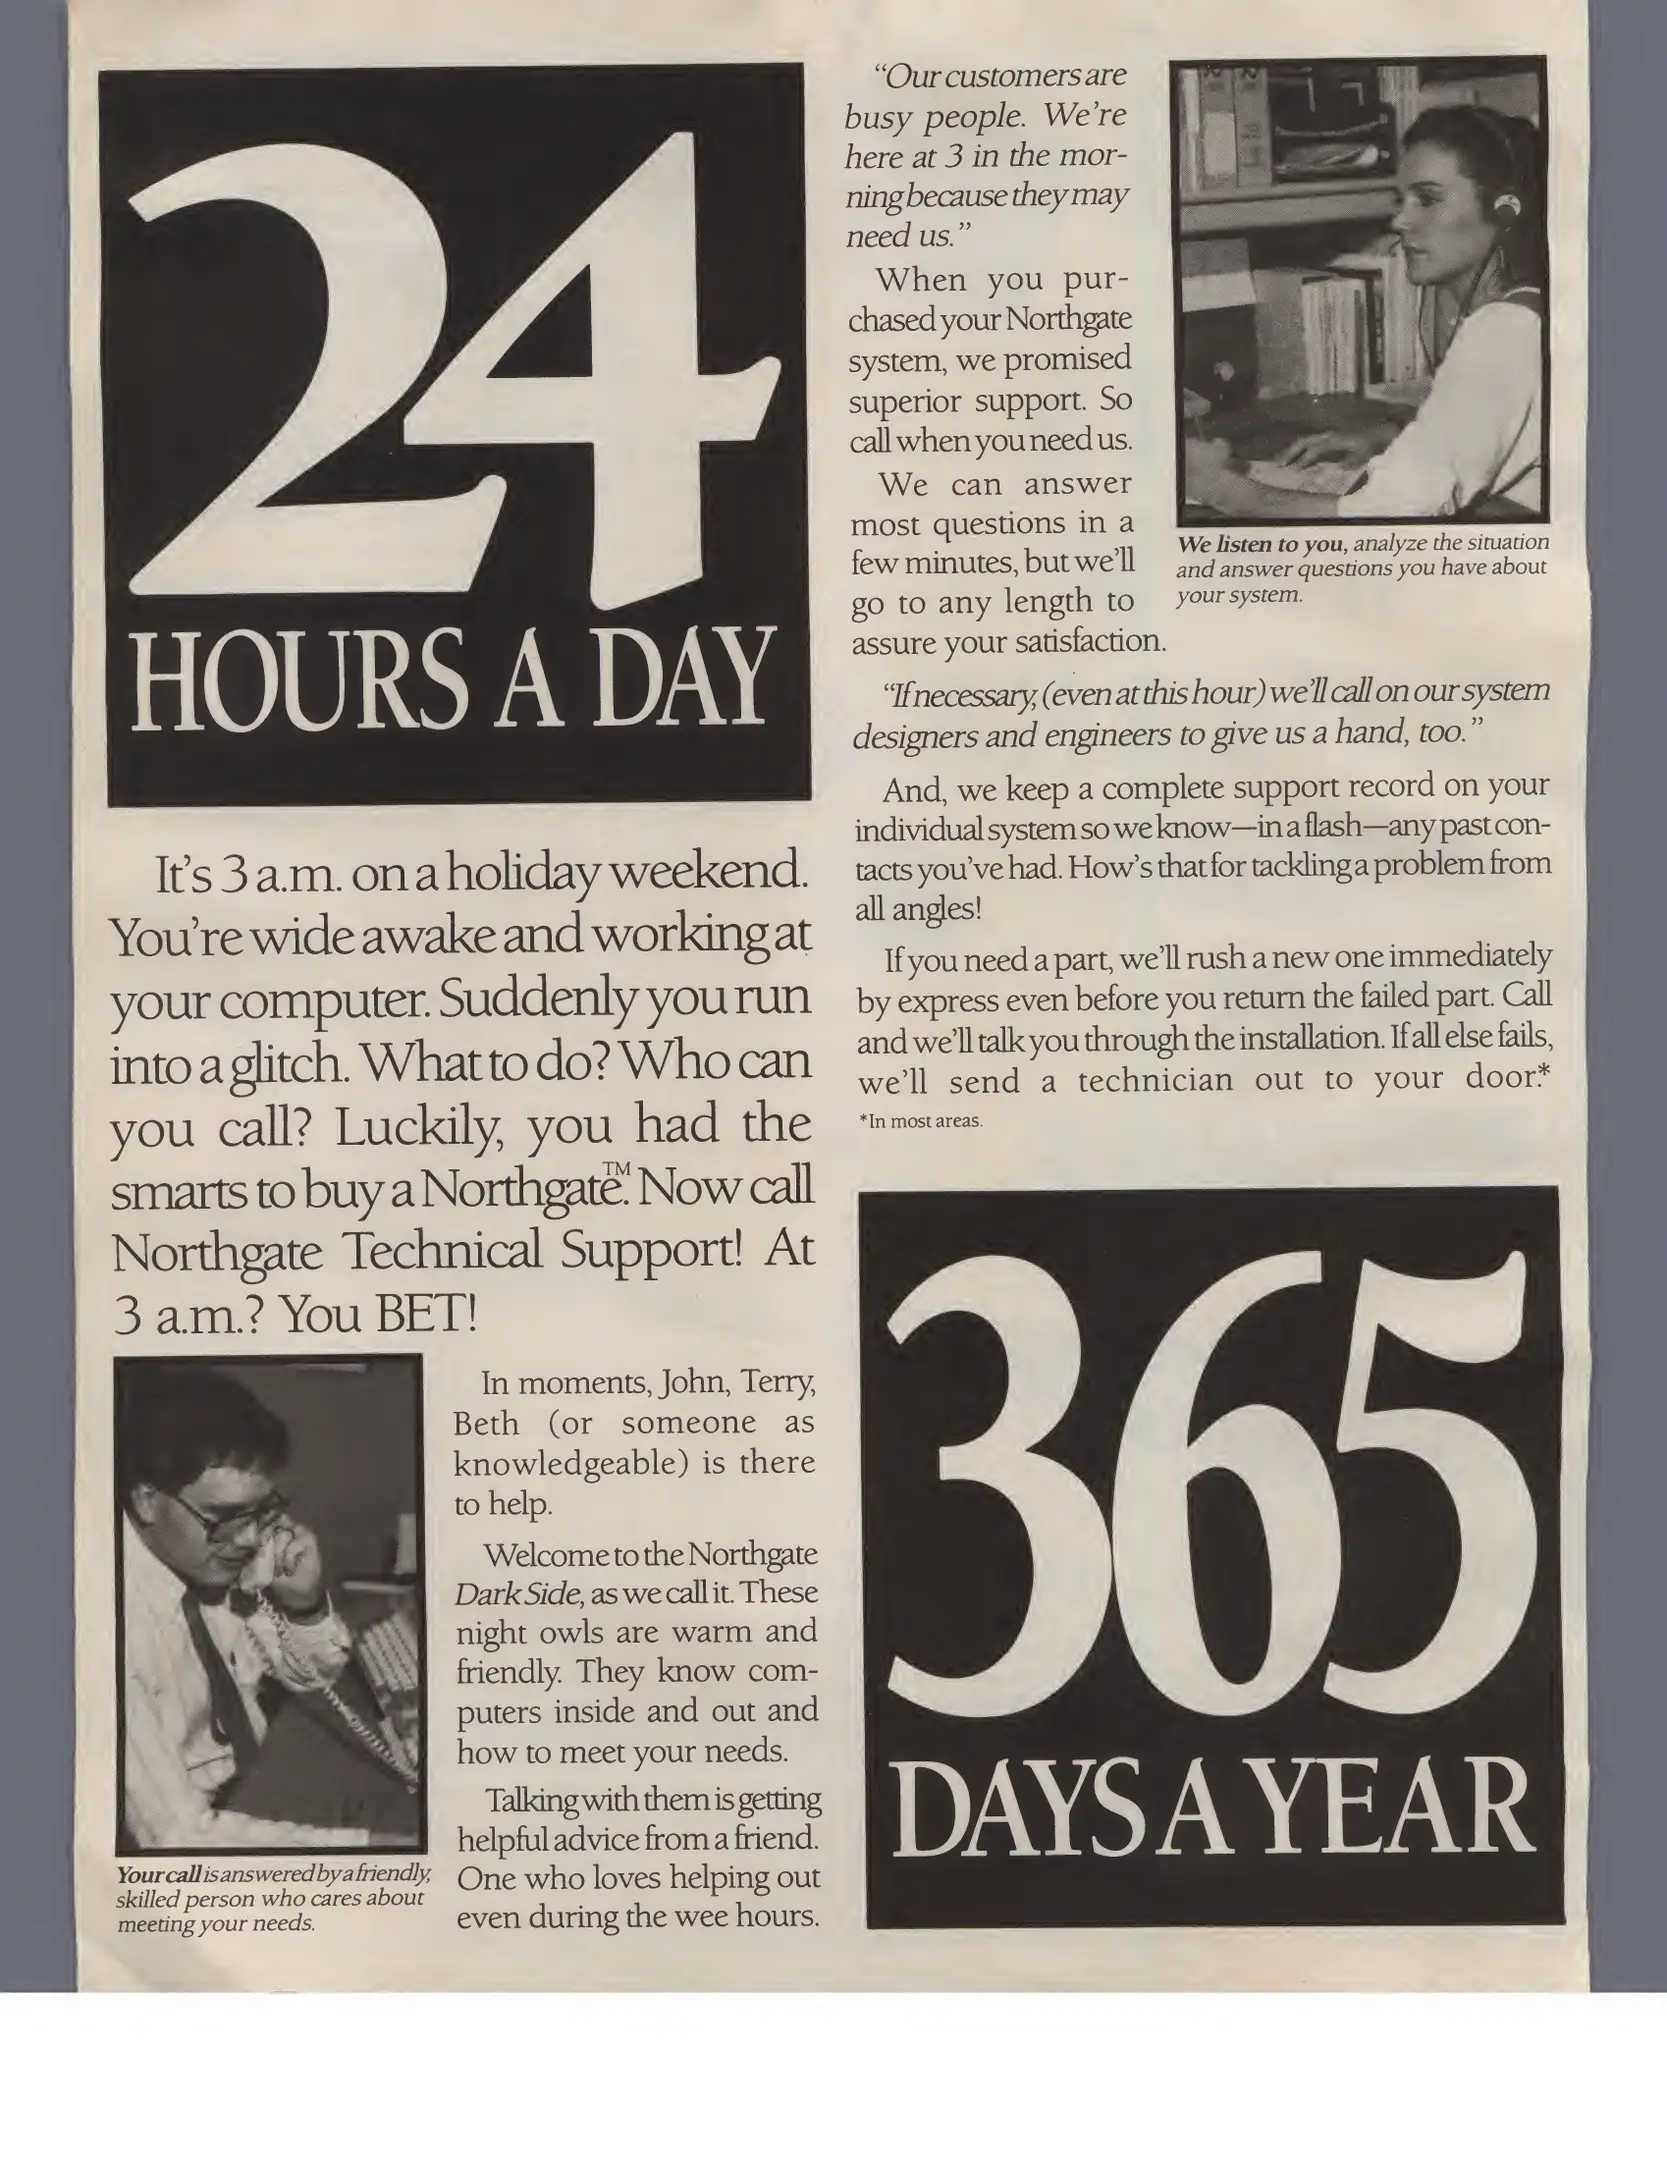 24
HOURS A DAY
It's 3 a.m. on a holiday weekend.
You're wide awake and working at
your computer. Suddenly you run
into a glitch. What to do? Who can
you call? Luckily, you had the
smarts to buy a Northgate.™ Now call
Northgate Technical Support! At
3 a.m.? You BET!
In moments, John, Terry,
Beth (or someone as
knowledgeable) is there
to help.
Welcome to the Northgate
Dark Side, as we call it. These
night owls are warm and
friendly. They know com-
puters inside and out and
how to meet your needs.
Talking with them is getting
helpful advice from a friend.
One who loves helping out
even during the wee hours.
Your call is answered by a friendly,
skilled person who cares about
meeting your needs.
“Our customers are
busy people. We're
here at 3 in the mor-
ning because they may
need us.”
When you pur-
chased your Northgate
system, we promised
superior support. So
call when you need us.
We can answer
most questions in a
few minutes, but we'll
go to any length to
assure your satisfaction.
We listen to you, analyze the situation
and answer questions you have about
your system.
“If necessary, (even at this hour) we'll call on our system
designers and engineers to give us a hand, too.”
And, we keep a complete support record on your
individual system so we know—in a flash—any past con-
tacts you've had. How's that for tackling a problem from
all angles!
If you need a part, we'll rush a new one immediately
by express even before you return the failed part. Call
and we'll talk you through the installation. If all else fails,
we'll send a technician out to your door.*
*In most areas.
365
DAYS A YEAR